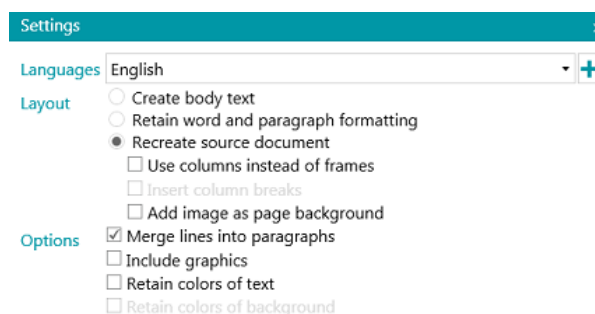 Settings
Languages English
Layout Create body text
Retain word and paragraph formatting
Recreate source document
Use columns instead of frames
Insert column breaks
Add image as page background
Options Merge lines into paragraphs
Include graphics
Retain colors of text
Retain colors of background